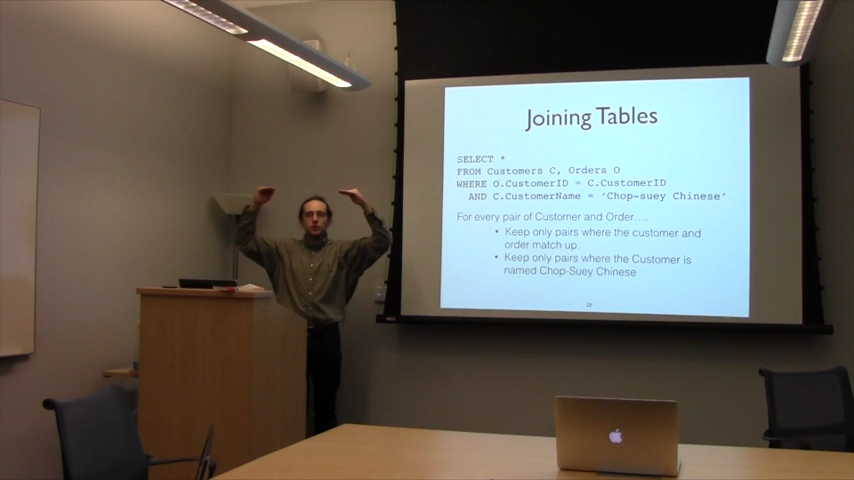 Joining Tables
SELECT *
FROM Customers C, Orders O
WHERE O.CustomerID = C.CustomerID
AND C.CustomerName = 'Chop-suey Chinese'
For every pair of Customer and Order....
• Keep only pairs where the customer and
order match up.
• Keep only pairs where the Customer is
named Chop-Suey Chinese
23